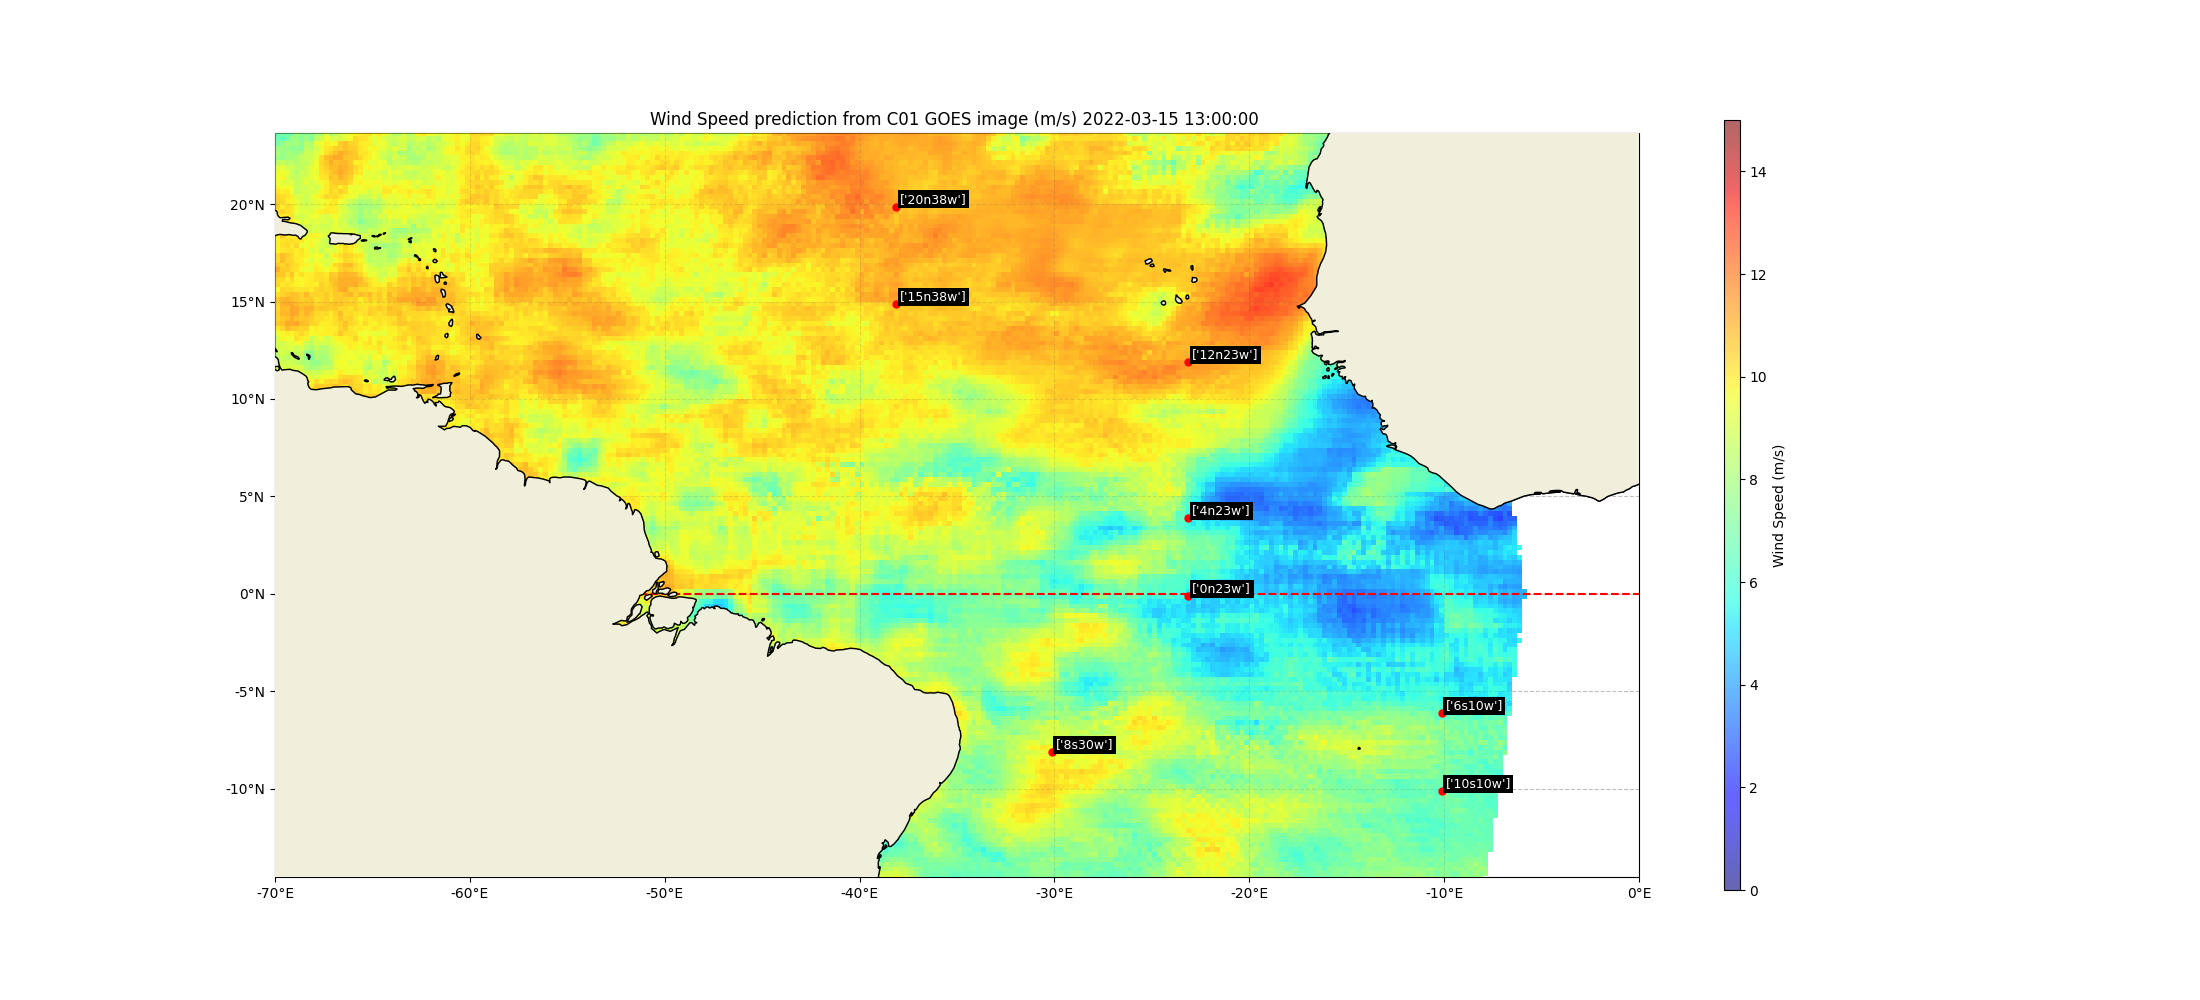 Wind Speed prediction from C01 GOES image (m/s) 2022-03-15 13:00:00
20°N
15°N
10°N
5°N
0°N
-5°N
-10°N
['20n38w']
['15n38w']
['12n23w']
['4n23w']
['0n23w']
['6s10w']
['8s30w']
['10s10w']
-70°E
-60°E
-50°E
-40°E
-30°E
-20°E
-10°E
0°E
14
12
10
8
6
4
2
0
Wind Speed (m/s)